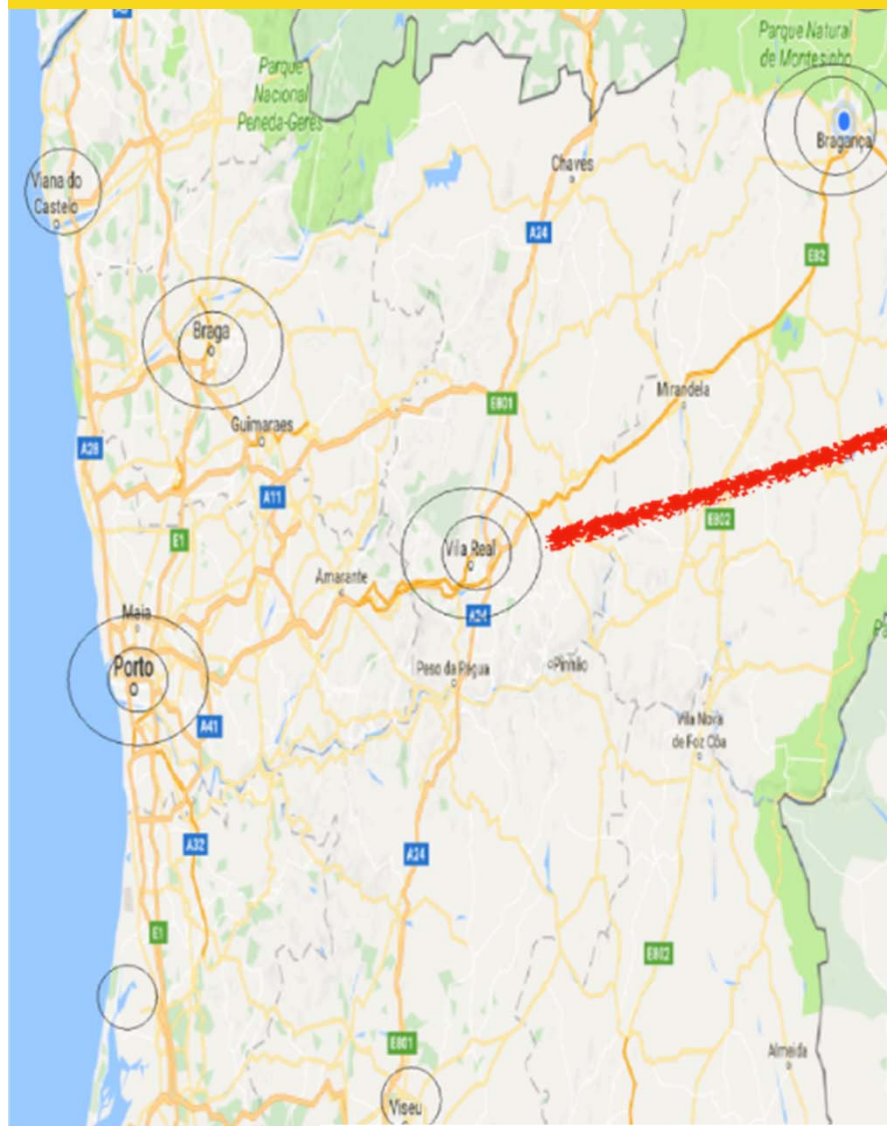 Parque Natural
de Montesinho
Parque
Nacional
Peneda-Geres
Bragança
Chaves
Viana do
Castelo
A24
E82
Braga
Mirandela
E801
Guimaraes
A28
A11
E802
E1
Vila Real
Amarante
Maia
A24
Porto
Peso da Régua
Pinhão
A41
Vila Nova
de Foz Côa
A32
A24
E1
E802
E801
Almeida
Viseu